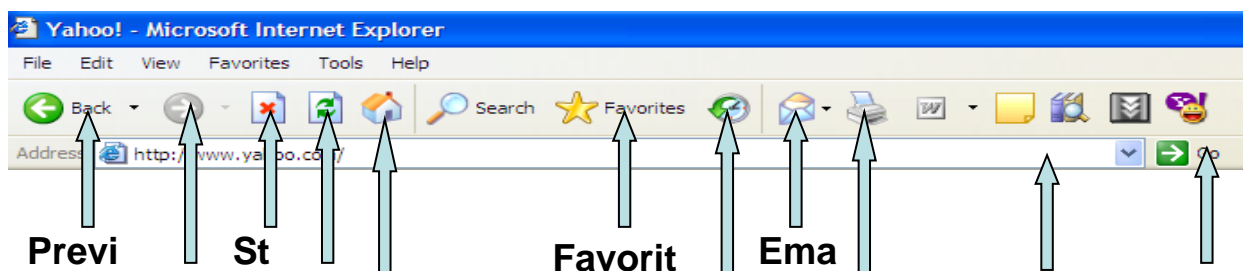 Yahoo! - Microsoft Internet Explorer
File Edit View Favorites Tools Help
Back Search Favorites W
Address http://www.yahoo.com/ Go
Previ St Favorit Ema